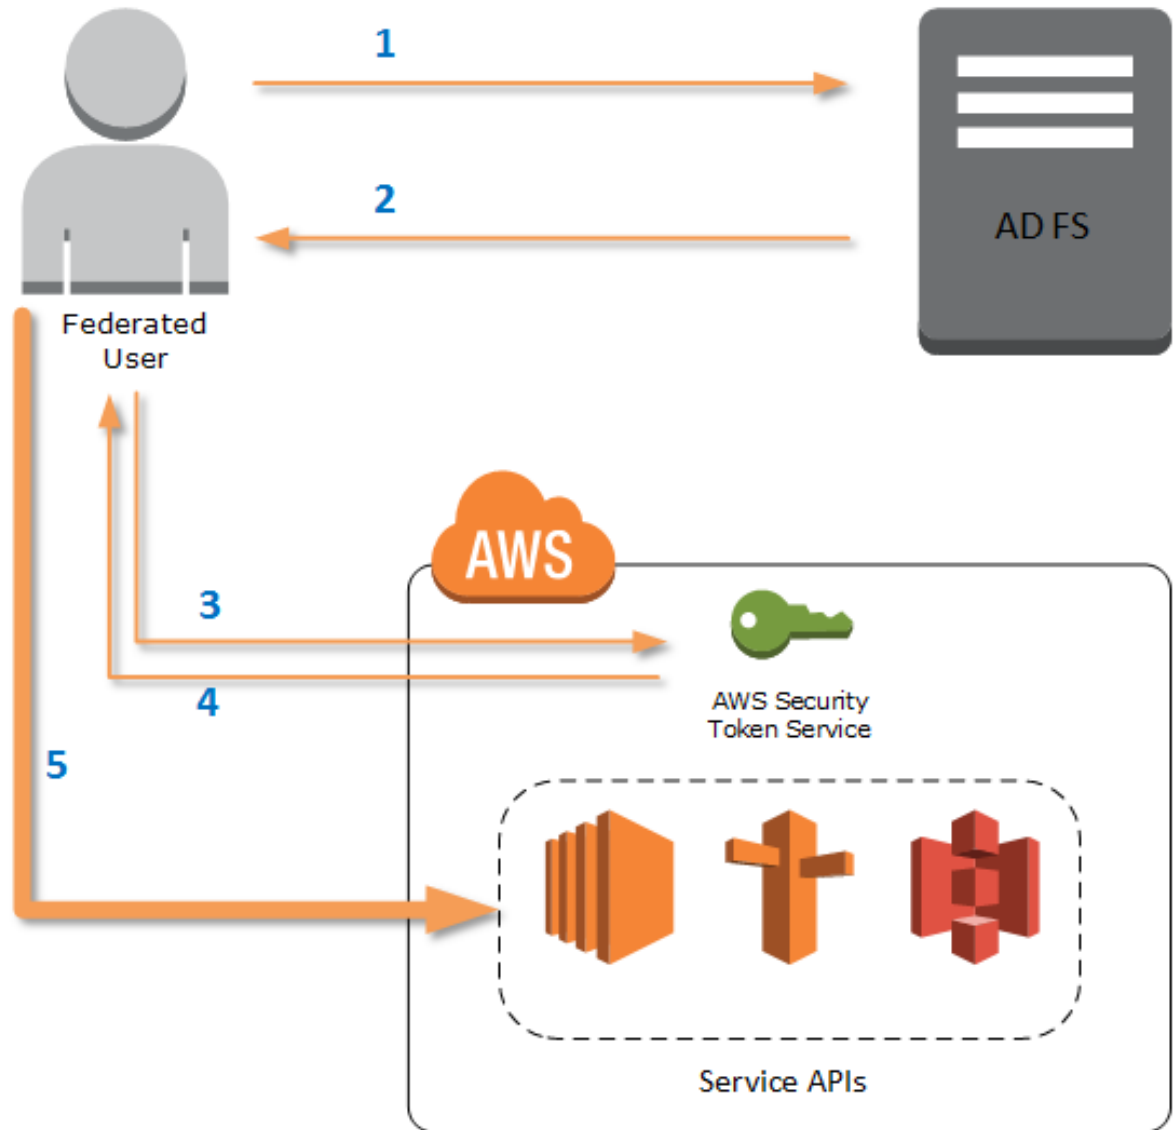 1
2
AD FS
Federated
User
AWS
3
4
AWS Security
Token Service
5
Service APIs